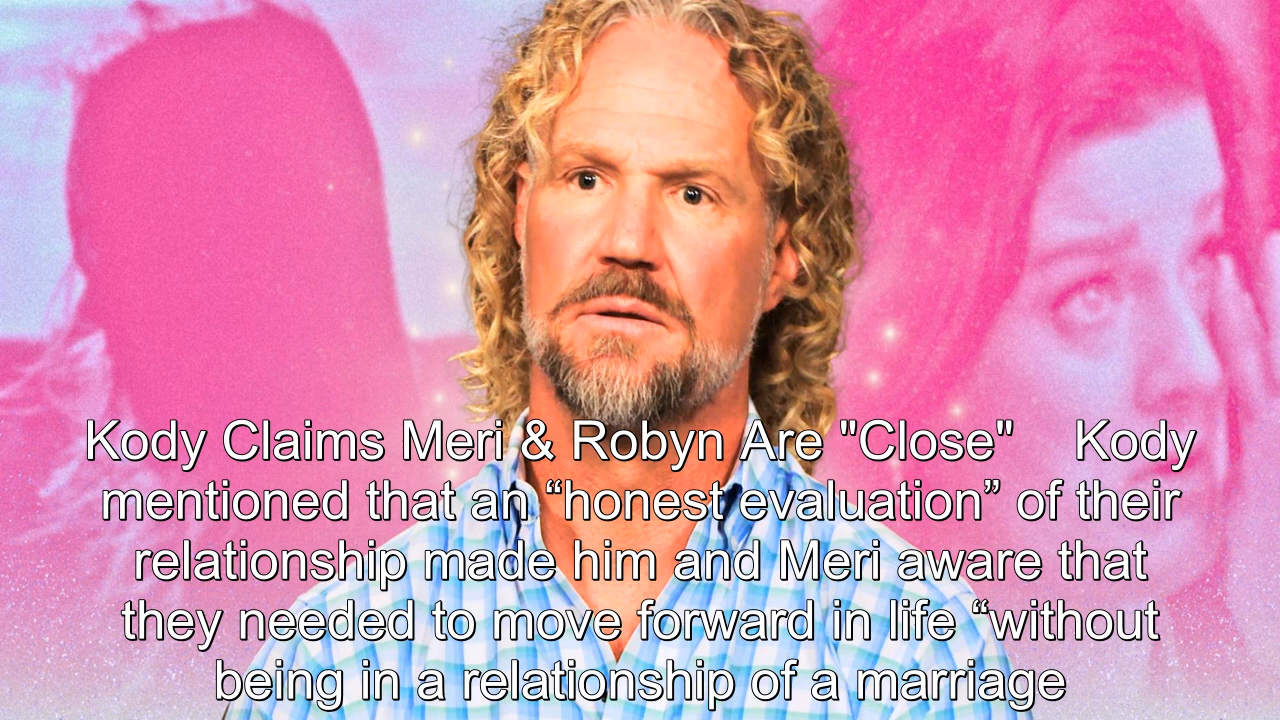 Kody Claims Meri & Robyn Are "Close"    Kody
mentioned that an “honest evaluation” of their
relationship made him and Meri aware that
they needed to move forward in life “without
being in a relationship of a marriage